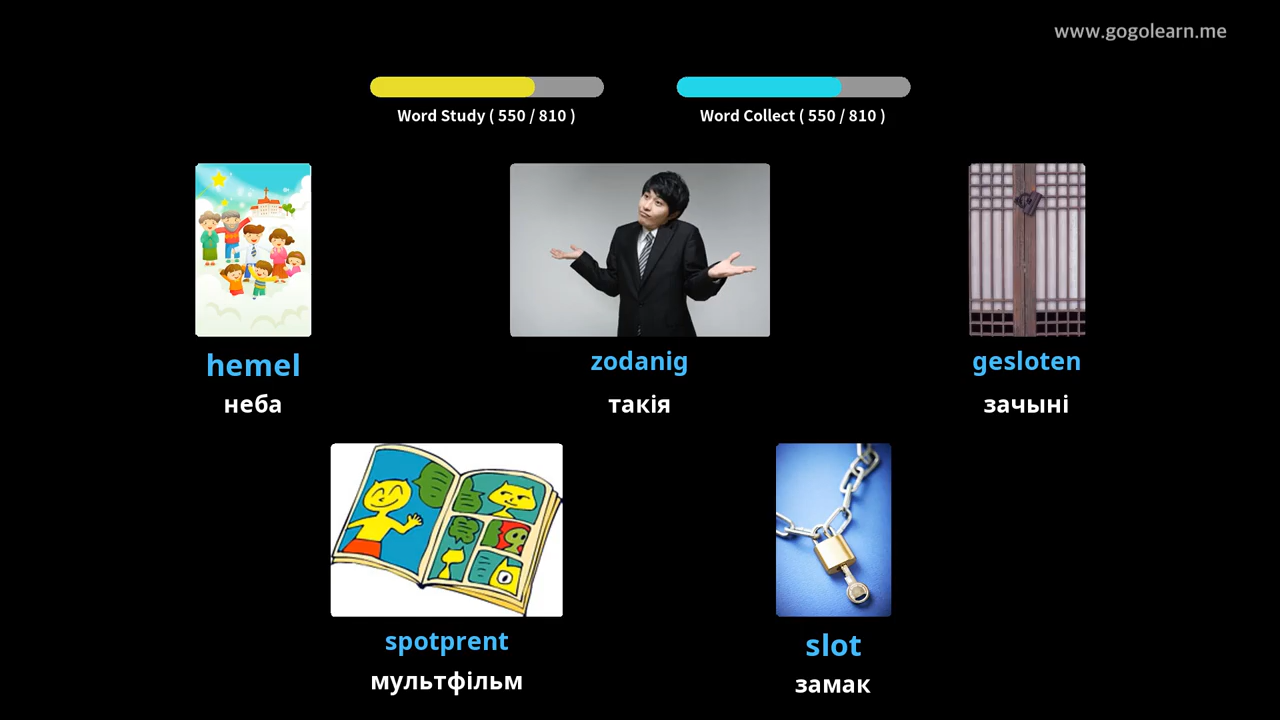 www.gogolearn.me
Word Study ( 550 / 810 )
Word Collect ( 550 / 810 )
hemel
неба
zodanig
такія
gesloten
зачыні
spotprent
мультфільм
slot
замак